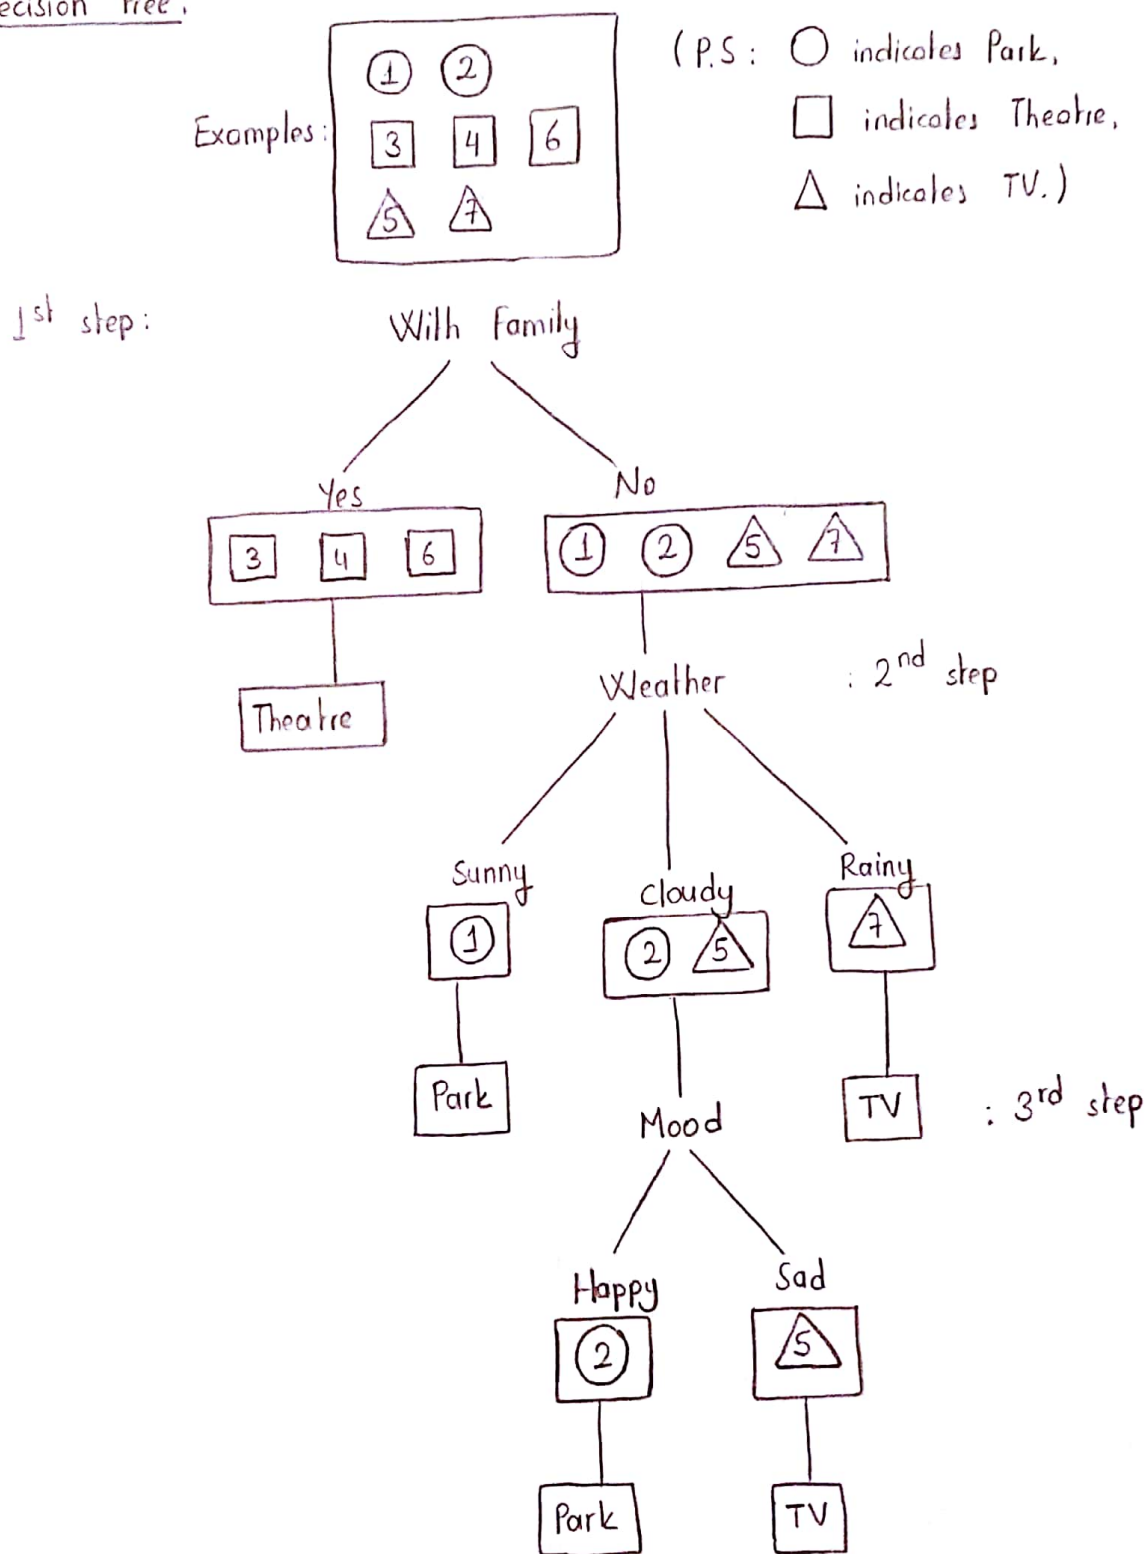 ecision Tree.
(P.S: ○ indicates Park,
□ indicates Theatre,
△ indicates TV.)
Examples:
1 2
3 4 6
5 7
1st step:
With Family
Yes No
3 4 6 1 2 5 7
Theatre
Weather : 2nd step
Sunny Cloudy Rainy
1 2 5 7
Park
Mood
TV : 3rd step
Happy Sad
2 5
Park TV